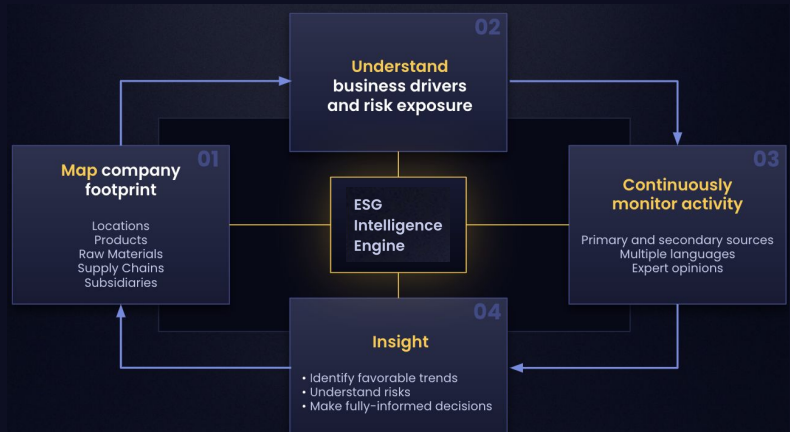 02
Understand
business drivers
and risk exposure
01
Map company
footprint
Locations
Products
Raw Materials
Supply Chains
Subsidiaries
ESG
Intelligence
Engine
03
Continuously
monitor activity
Primary and secondary sources
Multiple languages
Expert opinions
04
Insight
• Identify favorable trends
• Understand risks
• Make fully-informed decisions